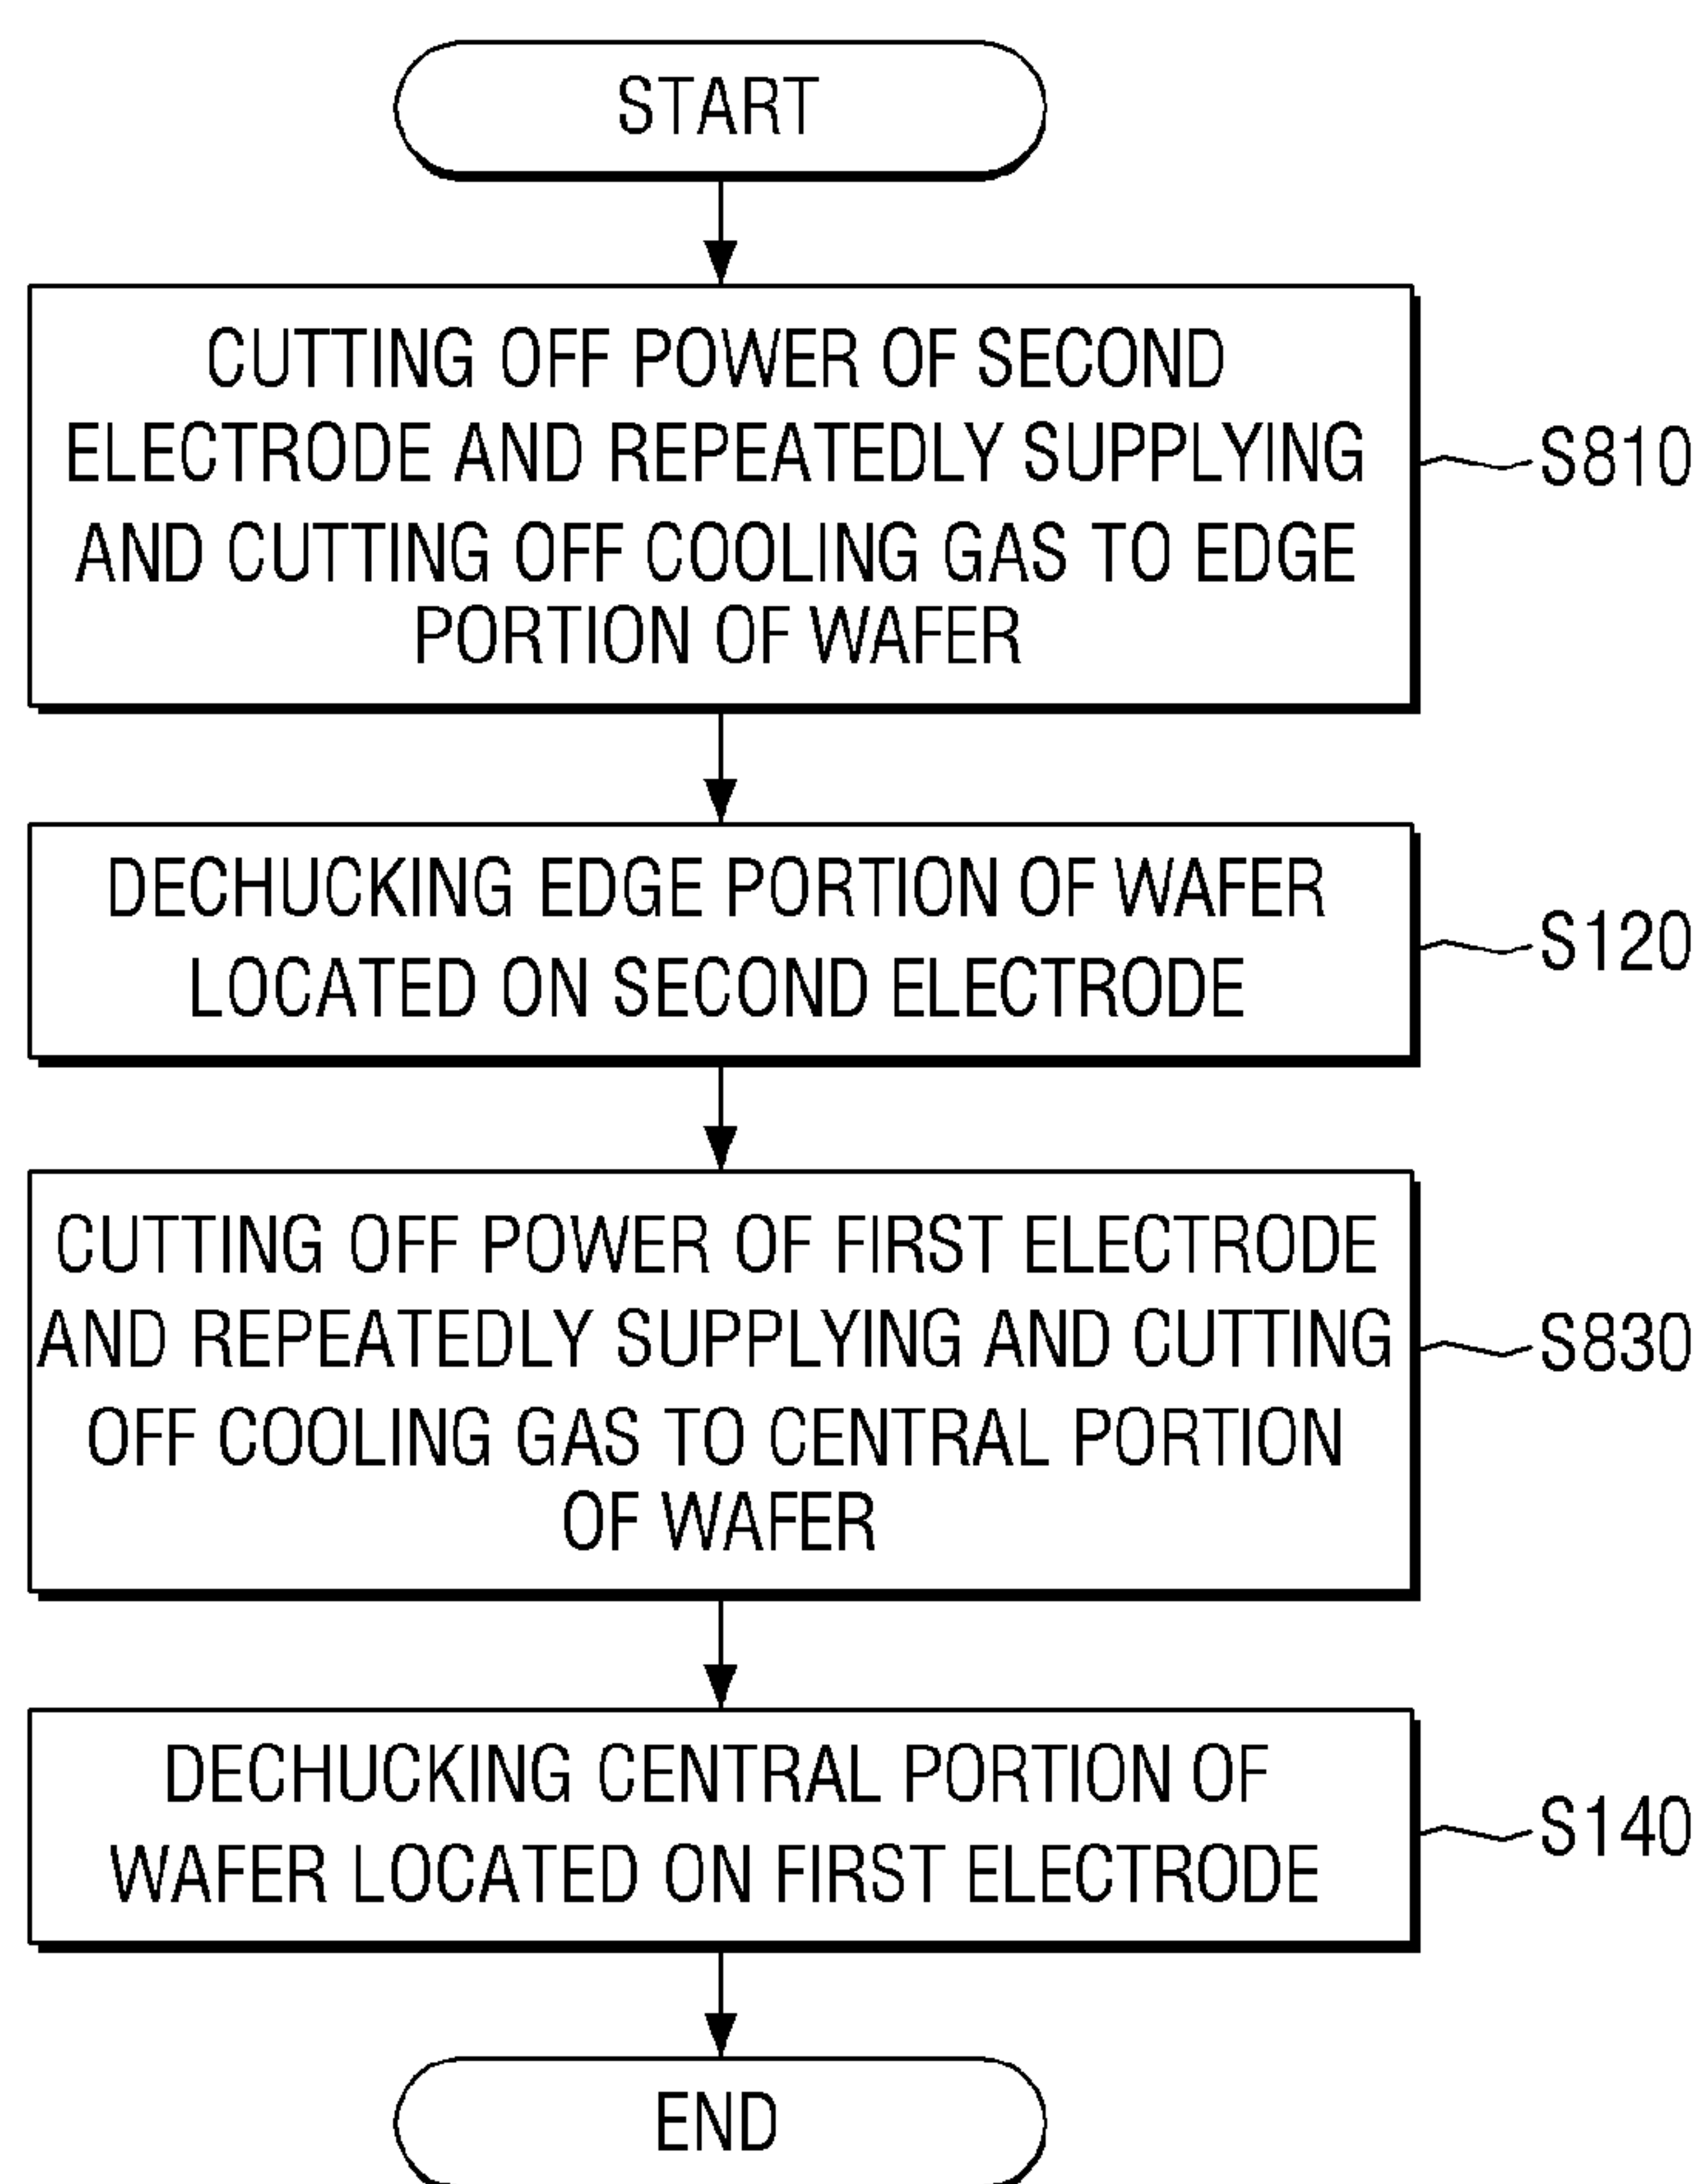 START
CUTTING OFF POWER OF SECOND
ELECTRODE AND REPEATEDLY SUPPLYING
AND CUTTING OFF COOLING GAS TO EDGE
PORTION OF WAFER
S810
DECHUCKING EDGE PORTION OF WAFER
LOCATED ON SECOND ELECTRODE
S120
CUTTING OFF POWER OF FIRST ELECTRODE
AND REPEATEDLY SUPPLYING AND CUTTING
OFF COOLING GAS TO CENTRAL PORTION
OF WAFER
S830
DECHUCKING CENTRAL PORTION OF
WAFER LOCATED ON FIRST ELECTRODE
S140
END